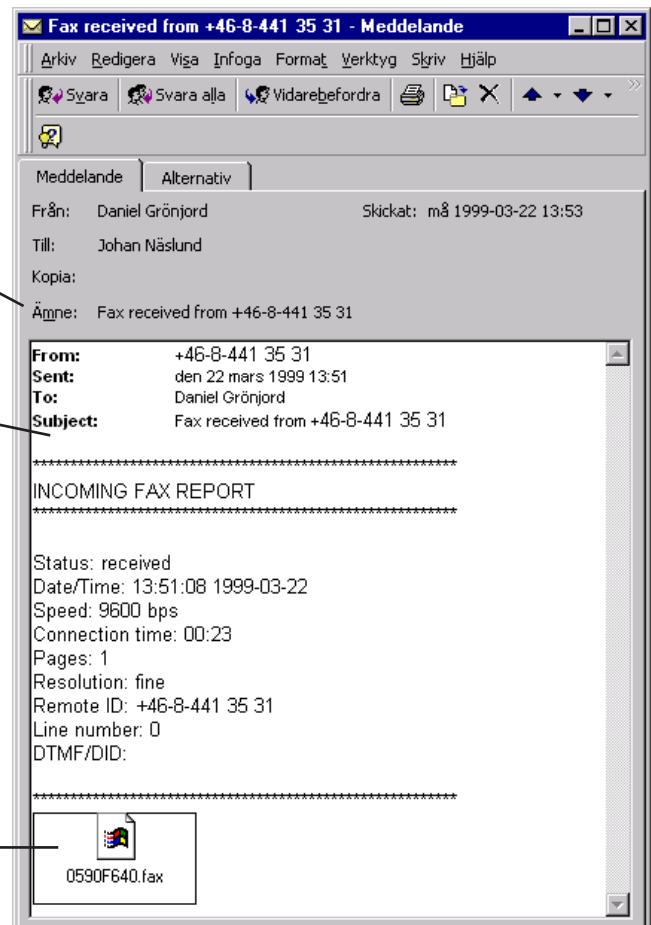 Fax received from +46-8-441 35 31 - Meddelande
Arkiv Redigera Visa Infoga Format Verktyg Skriv Hjälp
Svara Svara alla Vidarebefordra
Meddelande Alternativ
Från: Daniel Grönjord Skickat: må 1999-03-22 13:53
Till: Johan Näslund
Kopia:
Ämne: Fax received from +46-8-441 35 31
From: +46-8-441 35 31
Sent: den 22 mars 1999 13:51
To: Daniel Grönjord
Subject: Fax received from +46-8-441 35 31
*********************************************************
INCOMING FAX REPORT
*********************************************************
Status: received
Date/Time: 13:51:08 1999-03-22
Speed: 9600 bps
Connection time: 00:23
Pages: 1
Resolution: fine
Remote ID: +46-8-441 35 31
Line number: 0
DTMF/DID:
*********************************************************
0590F640.fax